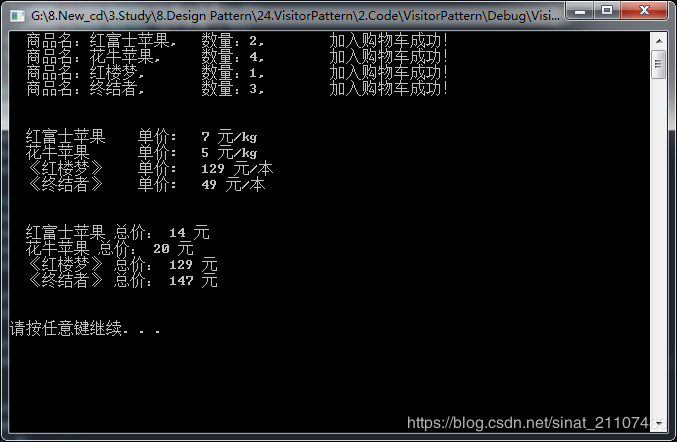 G:\8.New_cd\3.Study\8.Design Pattern\24.VisitorPattern\2.Code\VisitorPattern\Debug\Visi...
商品名：红富士苹果， 数量：2， 加入购物车成功！
商品名：花牛苹果， 数量：4， 加入购物车成功！
商品名：红楼梦， 数量：1， 加入购物车成功！
商品名：终结者， 数量：3， 加入购物车成功！
红富士苹果 单价： 7 元/kg
花牛苹果 单价： 5 元/kg
《红楼梦》 单价： 129 元/本
《终结者》 单价： 49 元/本
红富士苹果 总价： 14 元
花牛苹果 总价： 20 元
《红楼梦》 总价： 129 元
《终结者》 总价： 147 元
请按任意键继续. . .